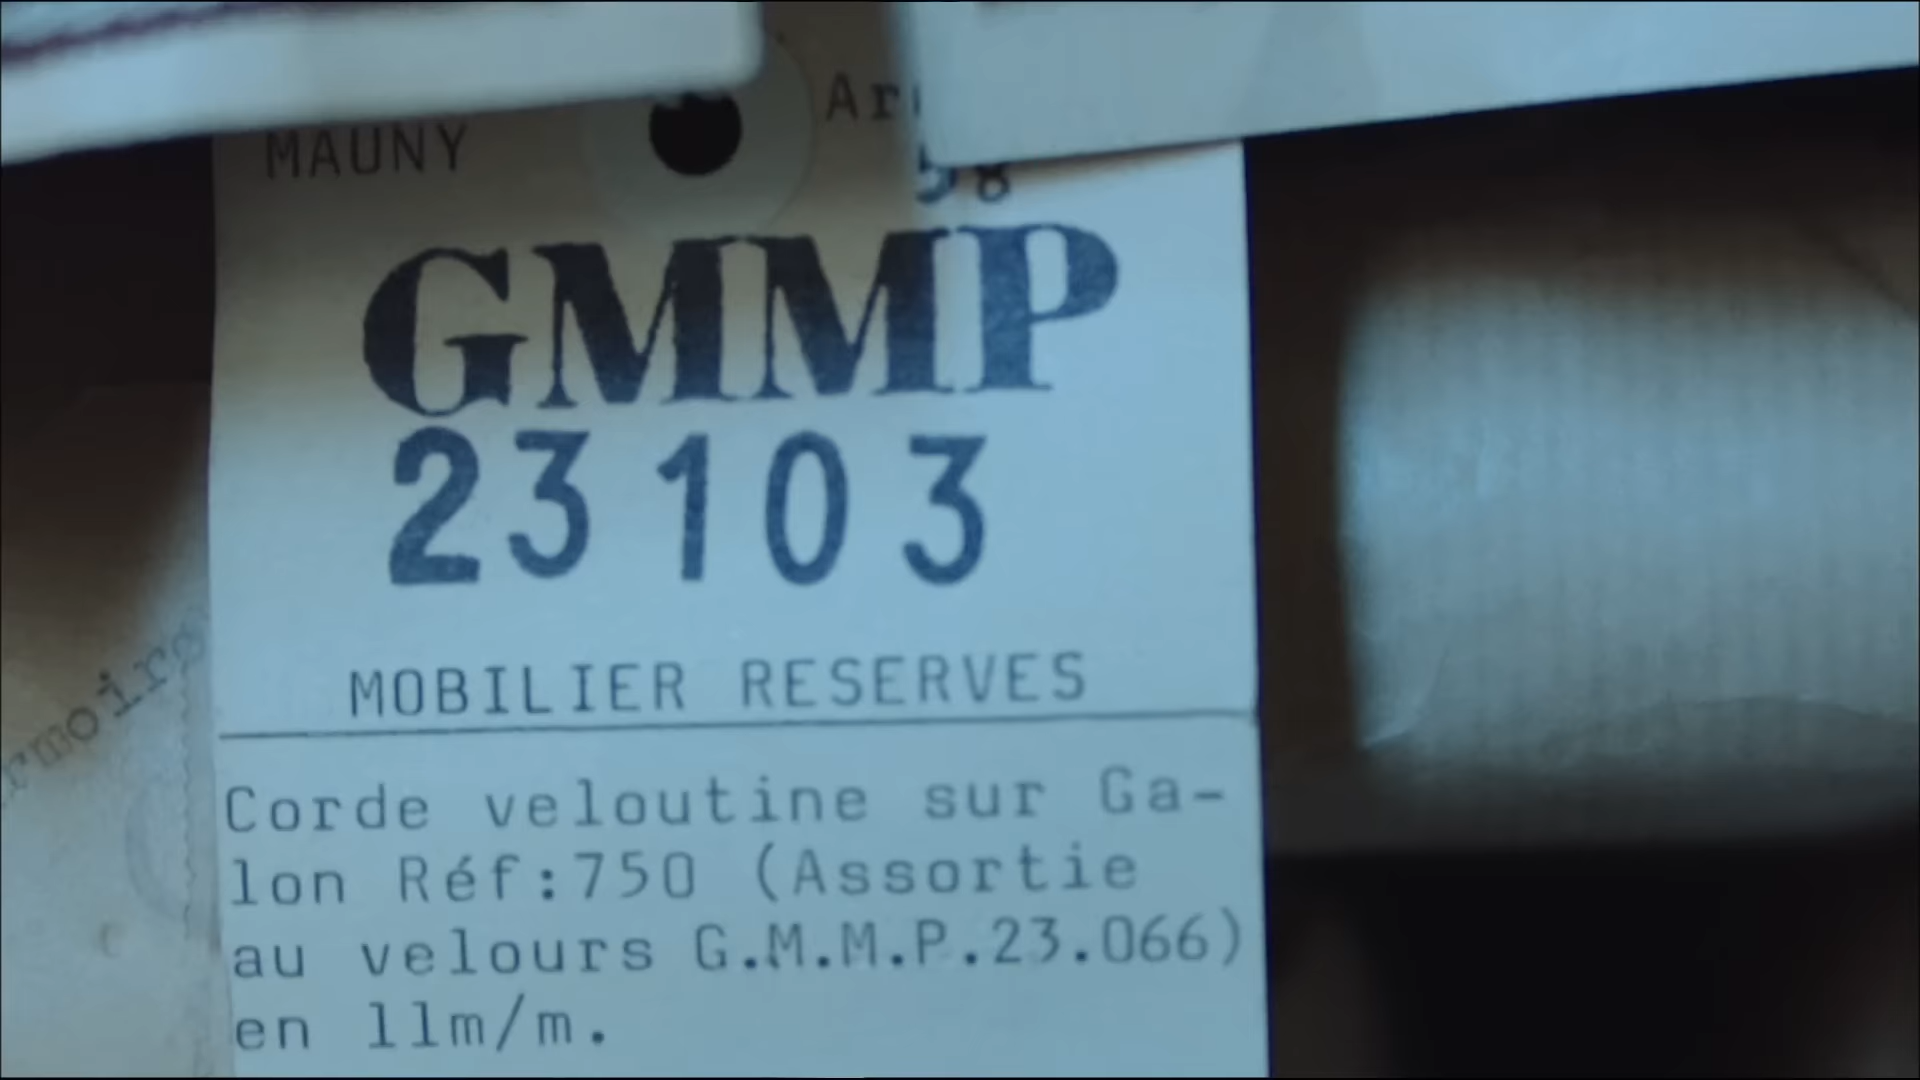 MAUNY
58
GMMP
23103
MOBILIER RESERVES
Corde veloutine sur Ga-
lon Réf:750 (Assortie
au velours G.M.M.P.23.066)
en 11m/m.